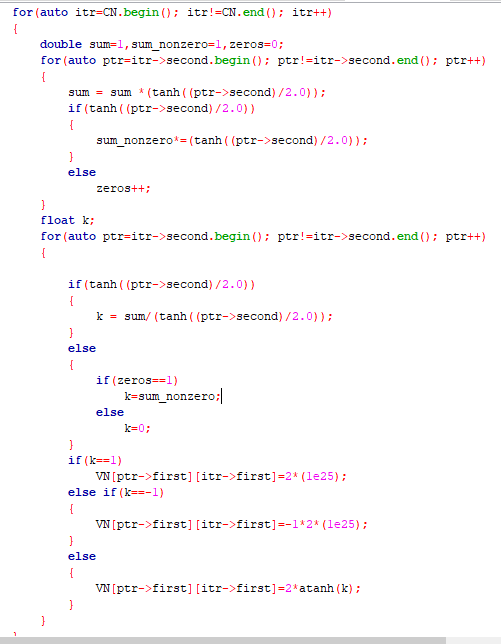 for(auto itr=CN.begin(); itr!=CN.end(); itr++)
{
    double sum=1,sum_nonzero=1,zeros=0;
    for(auto ptr=itr->second.begin(); ptr!=itr->second.end(); ptr++)
    {
        sum = sum *(tanh((ptr->second)/2.0));
        if(tanh((ptr->second)/2.0))
        {
            sum_nonzero*=(tanh((ptr->second)/2.0));
        }
        else
            zeros++;
    }
    float k;
    for(auto ptr=itr->second.begin(); ptr!=itr->second.end(); ptr++)
    {
        if(tanh((ptr->second)/2.0))
        {
            k = sum/(tanh((ptr->second)/2.0));
        }
        else
        {
            if(zeros==1)
                k=sum_nonzero;
            else
                k=0;
        }
        if(k==1)
            VN[ptr->first][itr->first]=2*(1e25);
        else if(k==-1)
        {
            VN[ptr->first][itr->first]=-1*2*(1e25);
        }
        else
        {
            VN[ptr->first][itr->first]=2*atanh(k);
        }
    }
}